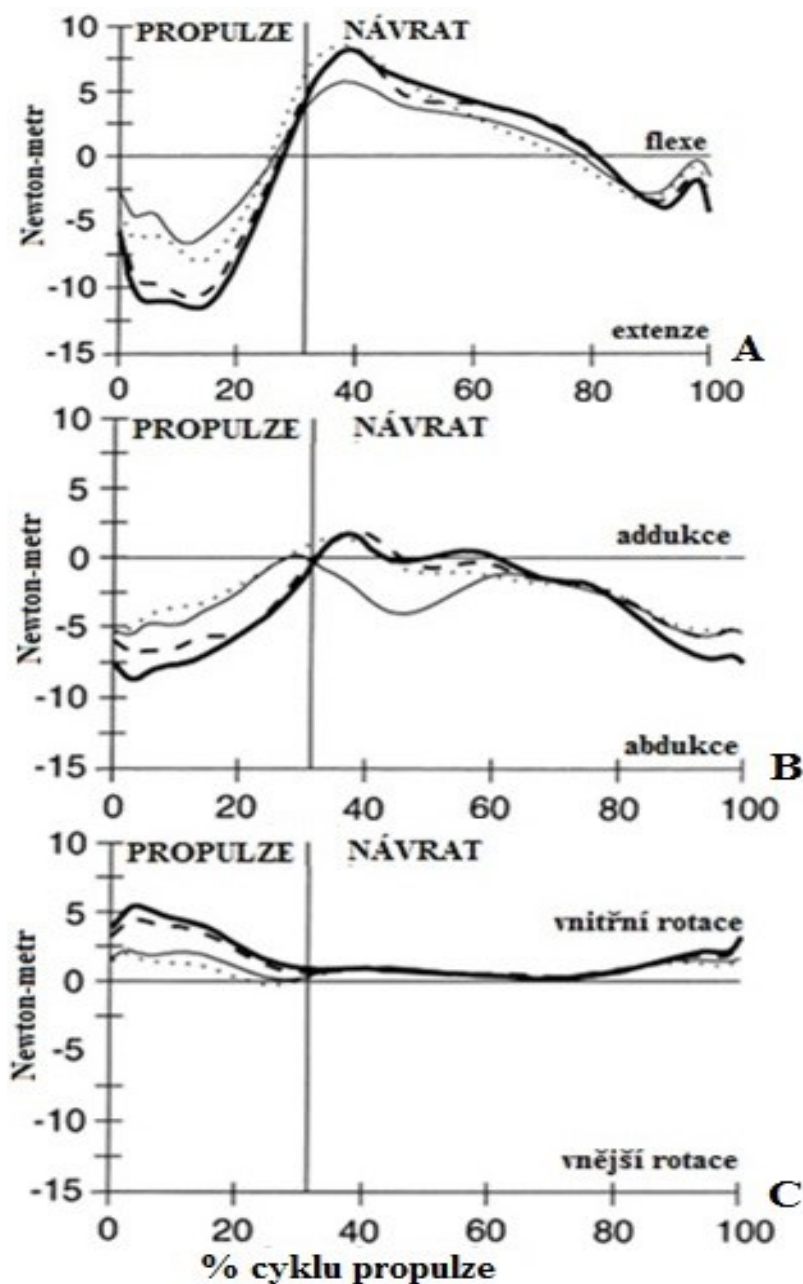 10
PROPULZE NÁVRAT
5
0
flexe
Newton-metr
-5
-10
extenze
-15
A
0 20 40 60 80 100
10
PROPULZE NÁVRAT
5
addukce
0
Newton-metr
-5
-10
abdukce
-15
B
0 20 40 60 80 100
10
PROPULZE NÁVRAT
5
vnitřní rotace
0
Newton-metr
-5
-10
vnější rotace
-15
C
0 20 40 60 80 100
% cyklu propulze